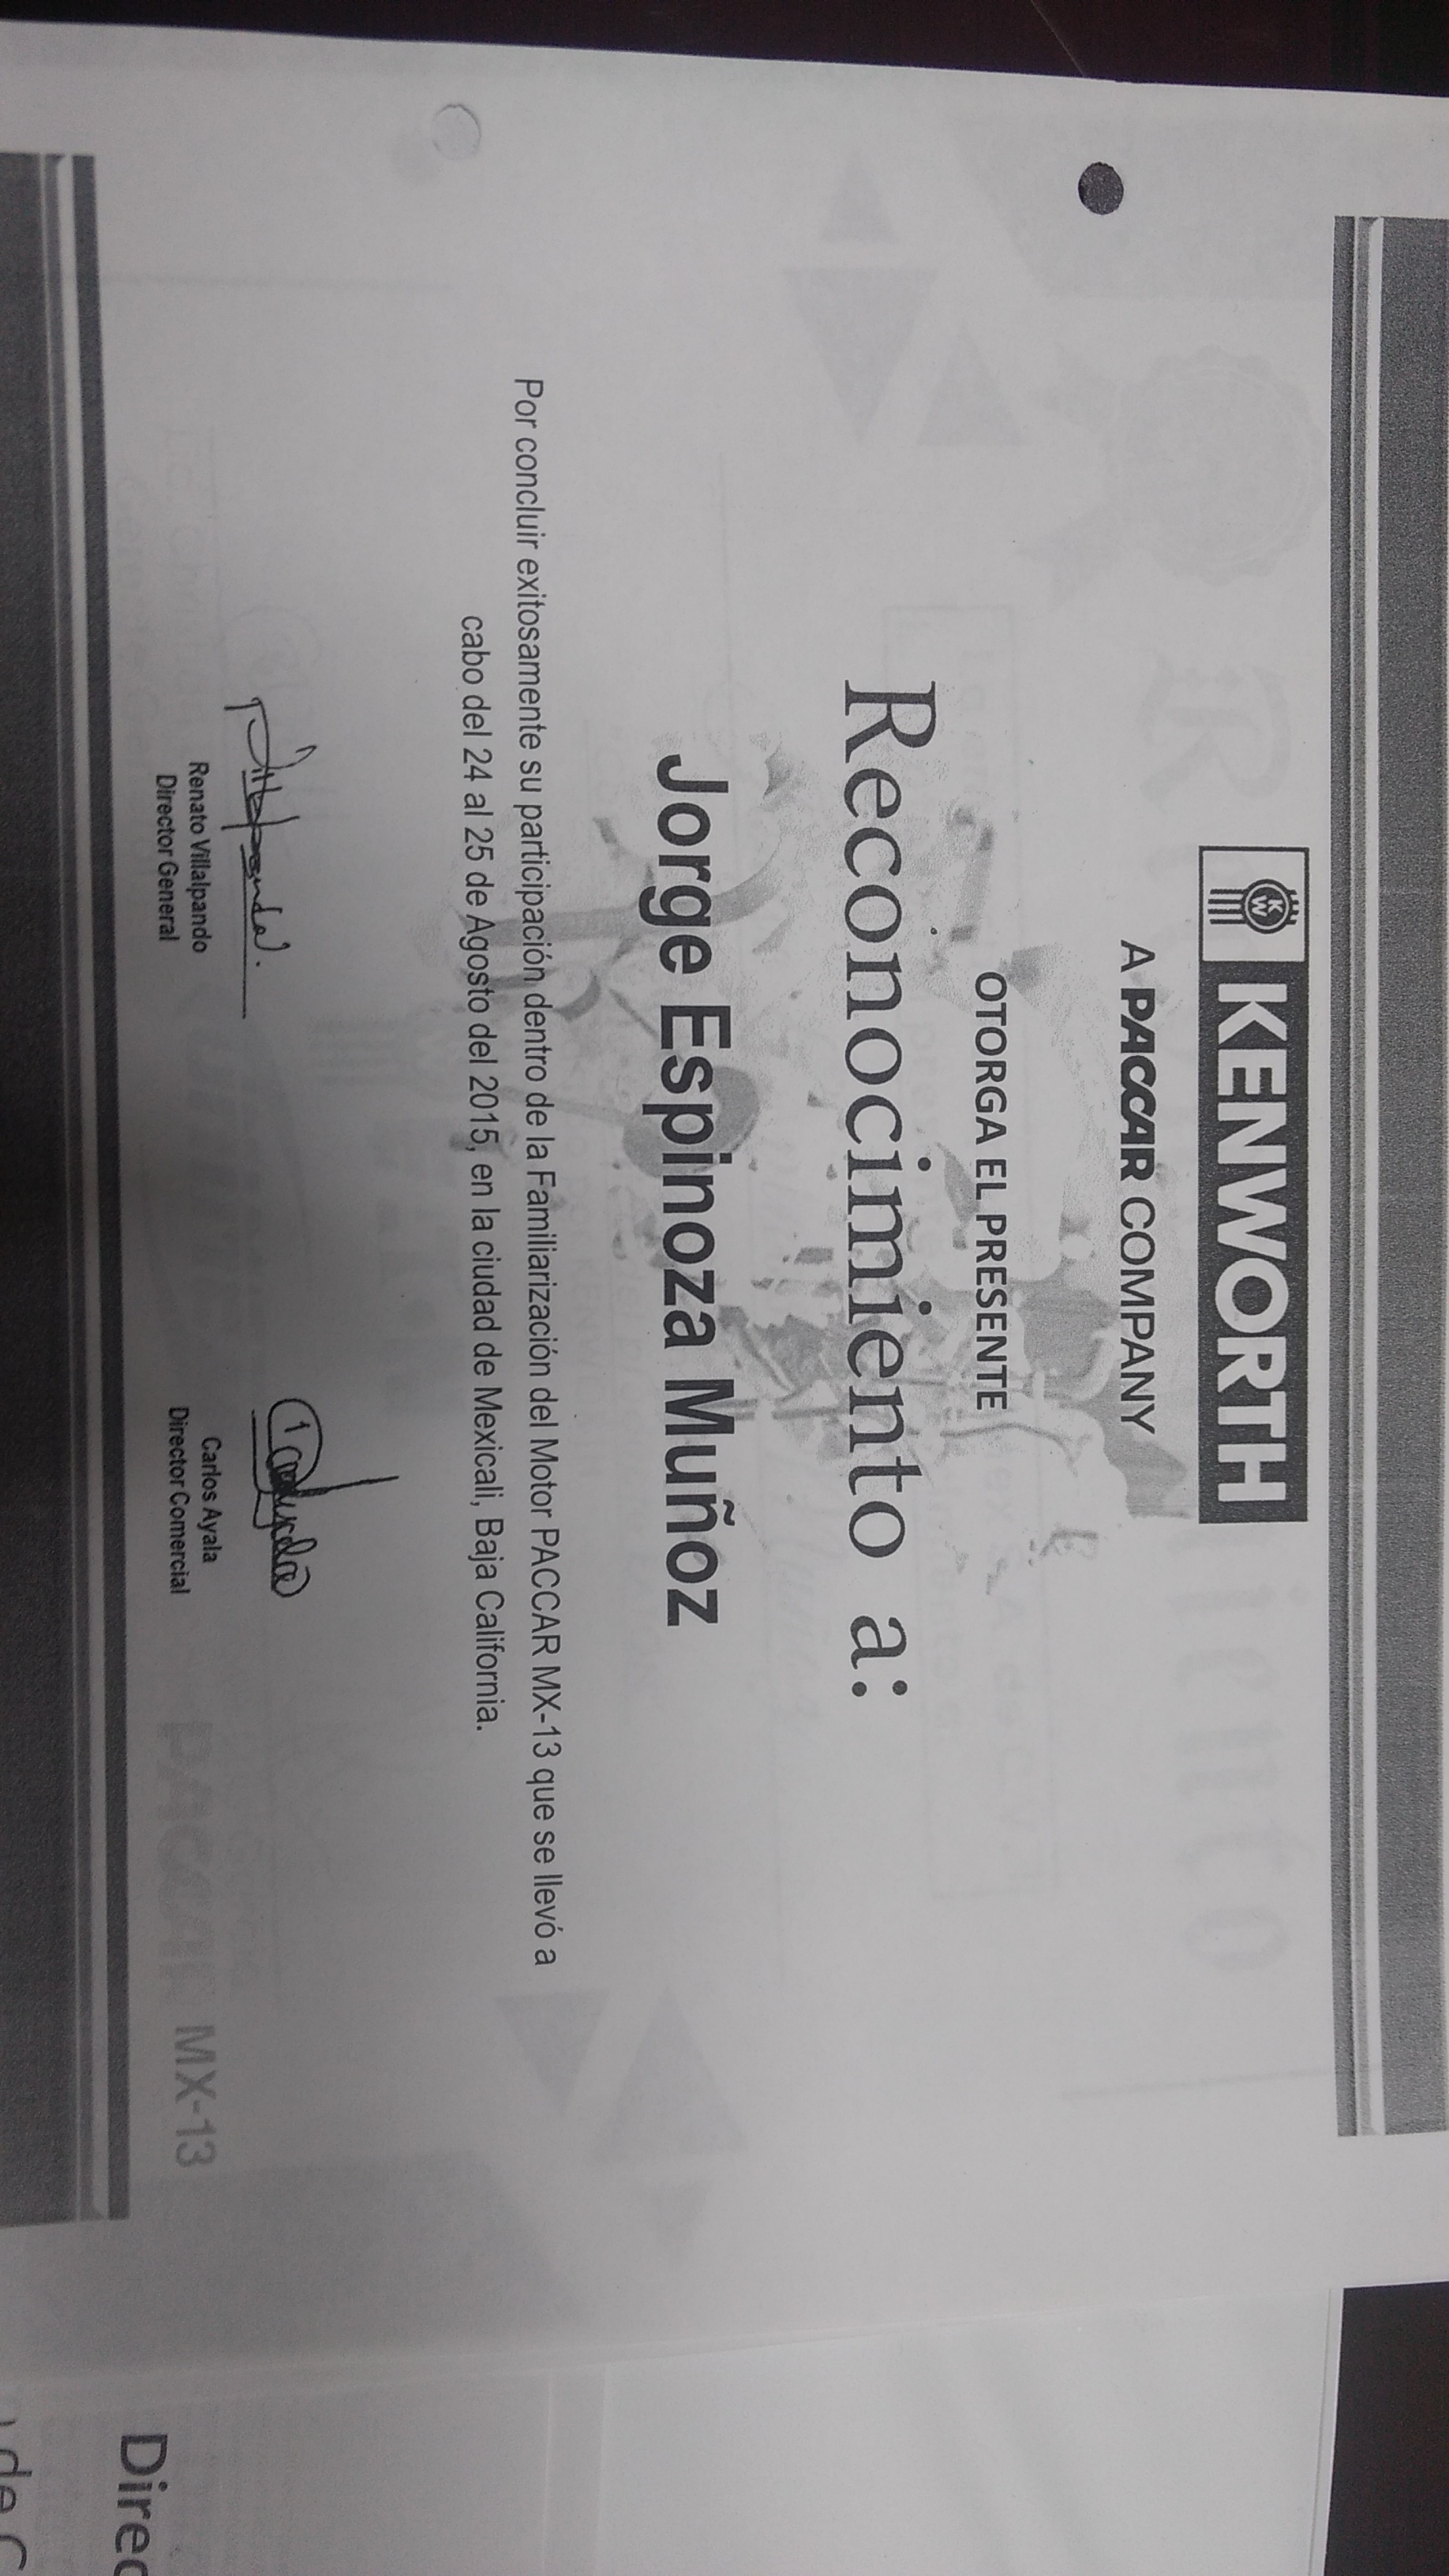 KW KENWORTH
A PACCAR COMPANY
OTORGA EL PRESENTE
Reconocimiento a:
Jorge Espinoza Muñoz
Por concluir exitosamente su participación dentro de la Familiarización del Motor PACCAR MX-13 que se llevó a
cabo del 24 al 25 de Agosto del 2015, en la ciudad de Mexicali, Baja California.
Renato Villalpando
Director General
Carlos Ayala
Director Comercial
PACCAR MX-13